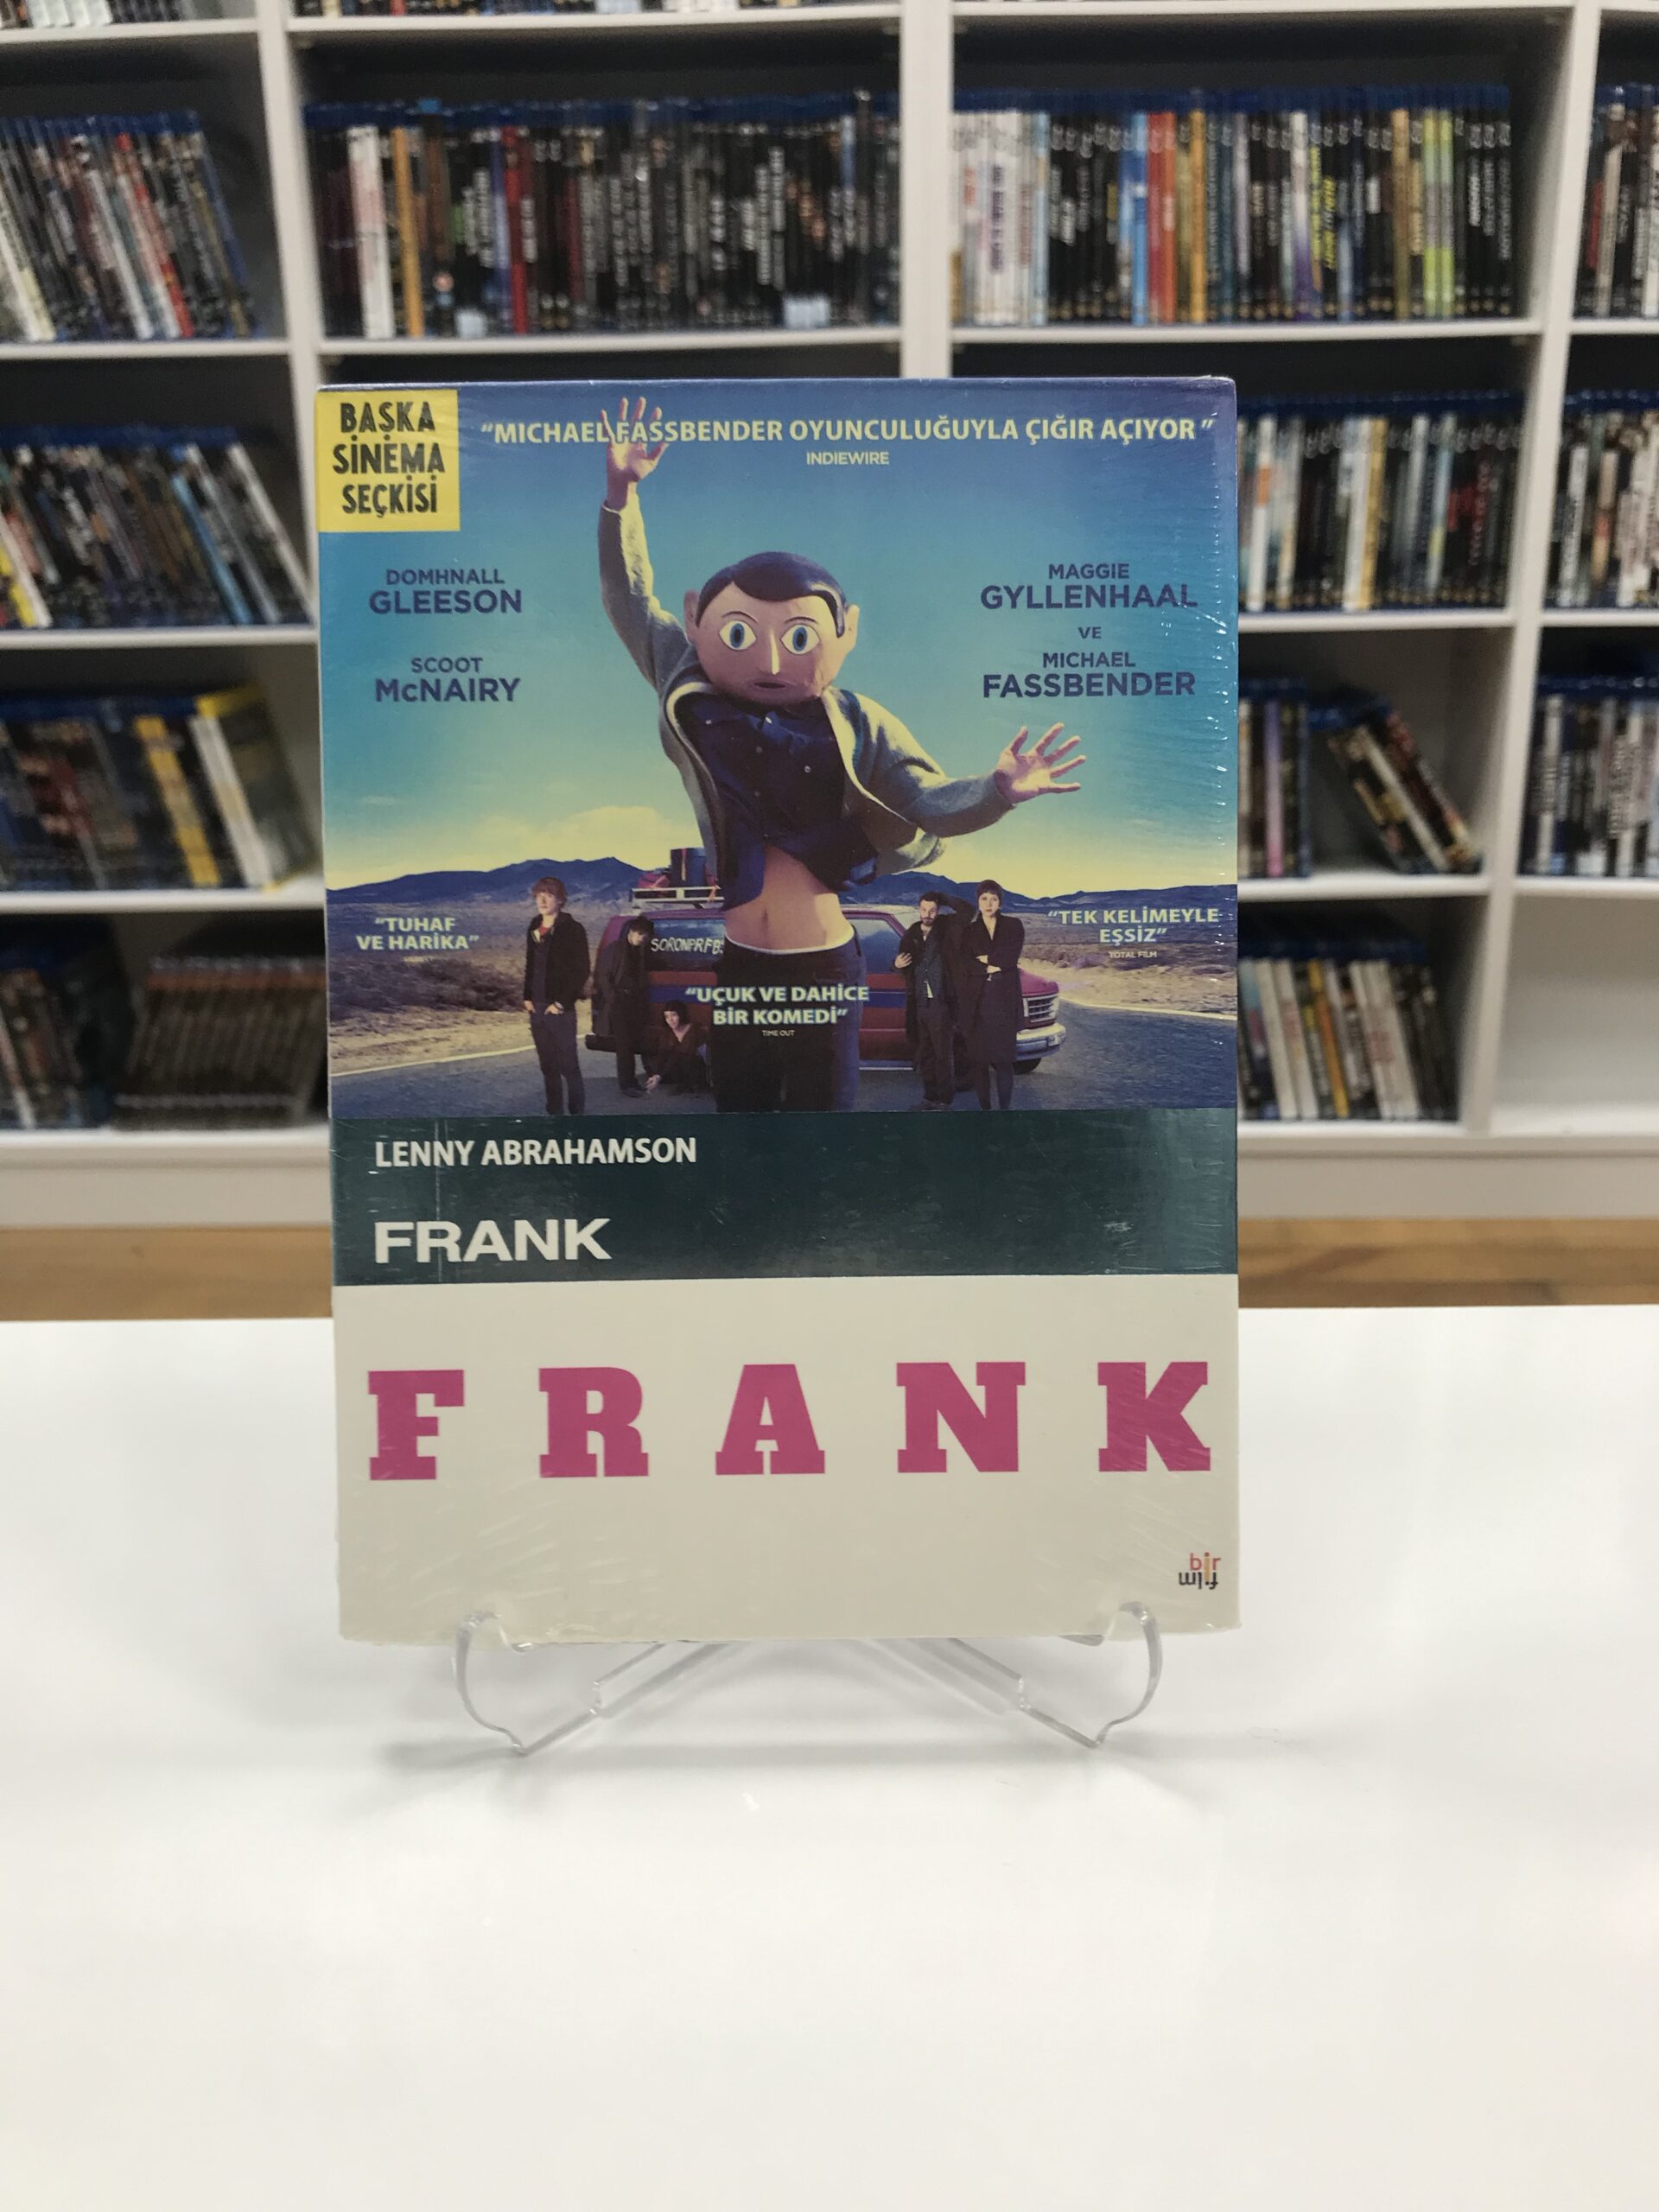 BAŞKA
SİNEMA
SEÇKİSİ
"MICHAEL FASSBENDER OYUNCULUĞUYLA ÇIĞIR AÇIYOR"
INDIEWIRE
DOMHNALL
GLEESON
SCOOT
McNAIRY
MAGGIE
GYLLENHAAL
VE
MICHAEL
FASSBENDER
"TUHAF
VE HARİKA"
SORONPRFBS
"TEK KELİMEYLE
EŞSİZ"
TOTAL FILM
"UÇUK VE DAHİCE
BİR KOMEDİ"
TIME OUT
LENNY ABRAHAMSON
FRANK
FRANK
bir
film